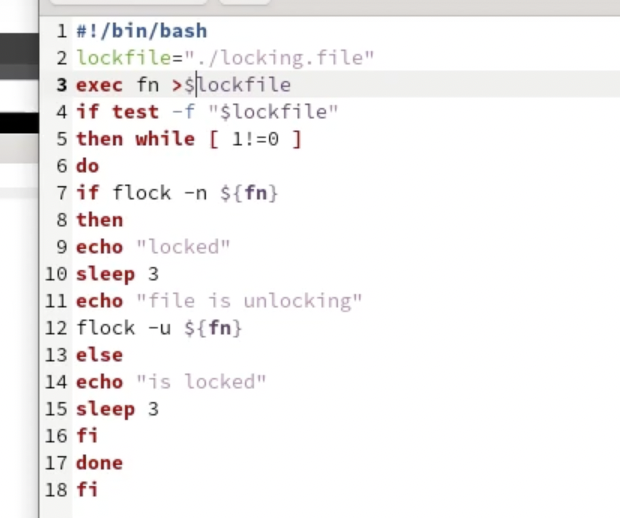 1 #!/bin/bash
2 lockfile="./locking.file"
3 exec fn >$lockfile
4 if test -f "$lockfile"
5 then while [ 1!=0 ]
6 do
7 if flock -n ${fn}
8 then
9 echo "locked"
10 sleep 3
11 echo "file is unlocking"
12 flock -u ${fn}
13 else
14 echo "is locked"
15 sleep 3
16 fi
17 done
18 fi